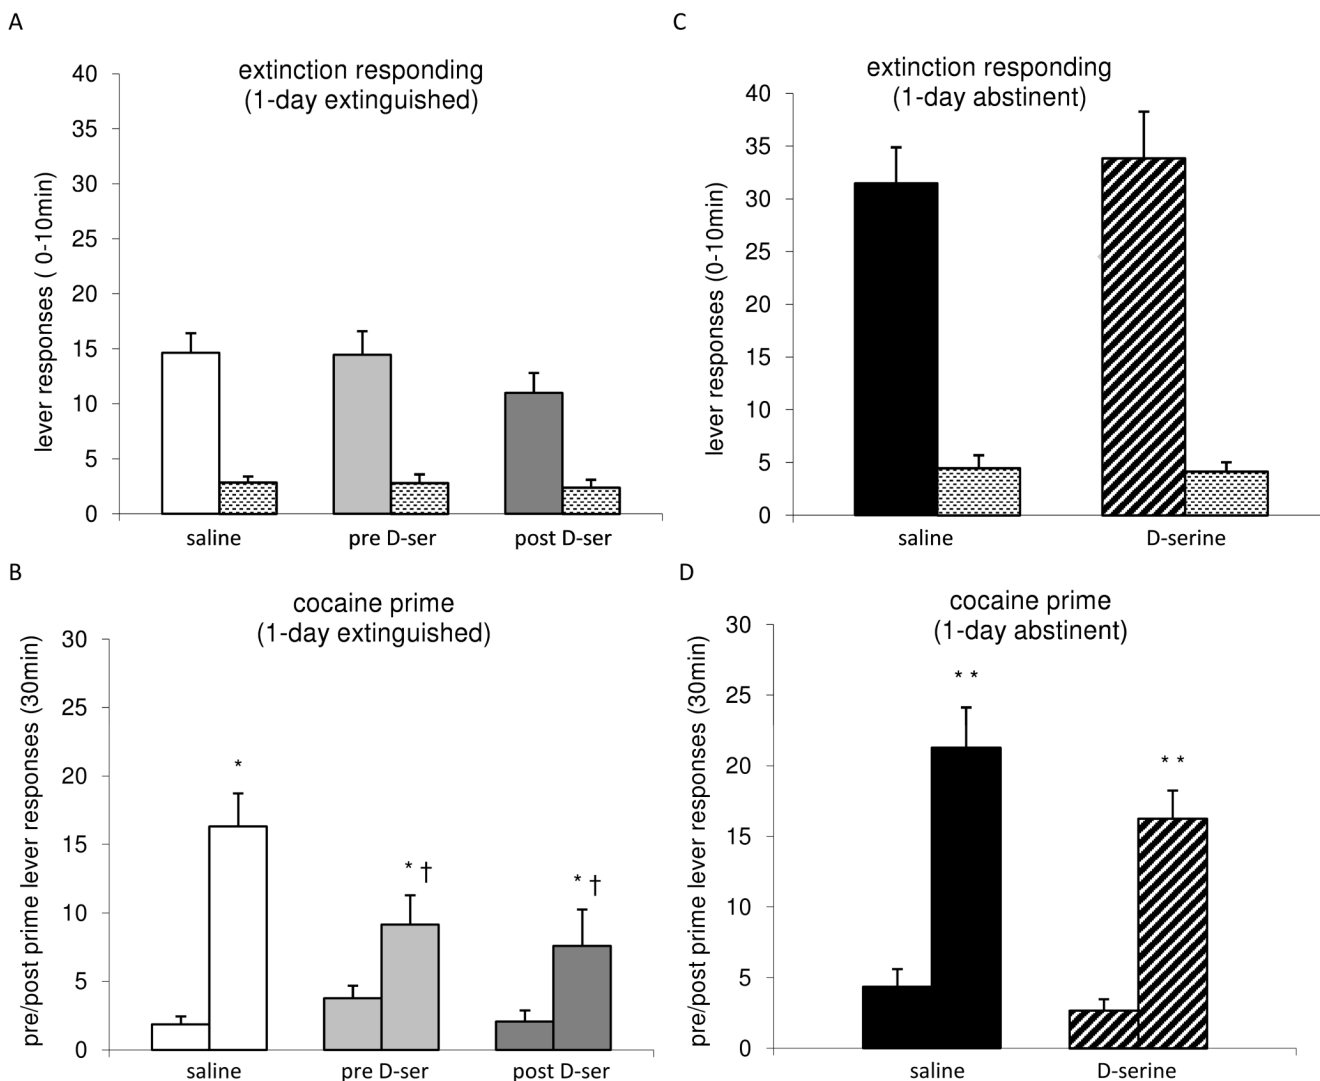 A
extinction responding
(1-day extinguished)
lever responses ( 0-10min)
40
35
30
25
20
15
10
5
0
saline
pre D-ser
post D-ser
C
extinction responding
(1-day abstinent)
lever responses (0-10min)
40
35
30
25
20
15
10
5
0
saline
D-serine
B
cocaine prime
(1-day extinguished)
pre/post prime lever responses (30min)
30
25
20
15
10
5
0
*
* †
* †
saline
pre D-ser
post D-ser
D
cocaine prime
(1-day abstinent)
pre/post prime lever responses (30min)
30
25
20
15
10
5
0
* *
* *
saline
D-serine